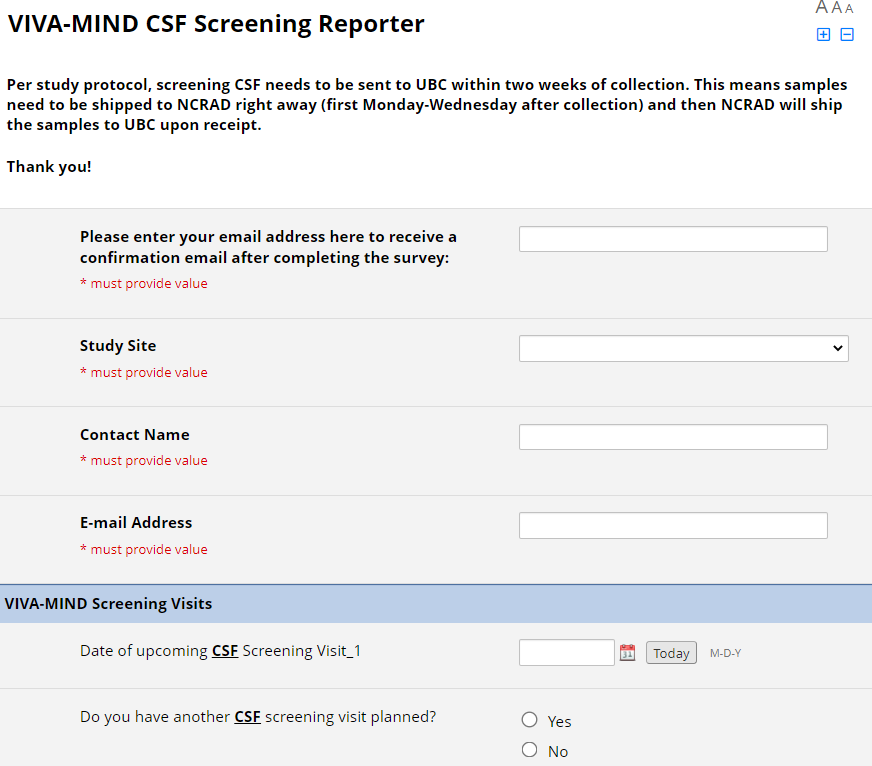 VIVA-MIND CSF Screening Reporter
A A A
Per study protocol, screening CSF needs to be sent to UBC within two weeks of collection. This means samples
need to be shipped to NCRAD right away (first Monday-Wednesday after collection) and then NCRAD will ship
the samples to UBC upon receipt.
Thank you!
Please enter your email address here to receive a
confirmation email after completing the survey:
* must provide value
Study Site
* must provide value
Contact Name
* must provide value
E-mail Address
* must provide value
VIVA-MIND Screening Visits
Date of upcoming CSF Screening Visit_1
31 Today M-D-Y
Do you have another CSF screening visit planned?
Yes
No